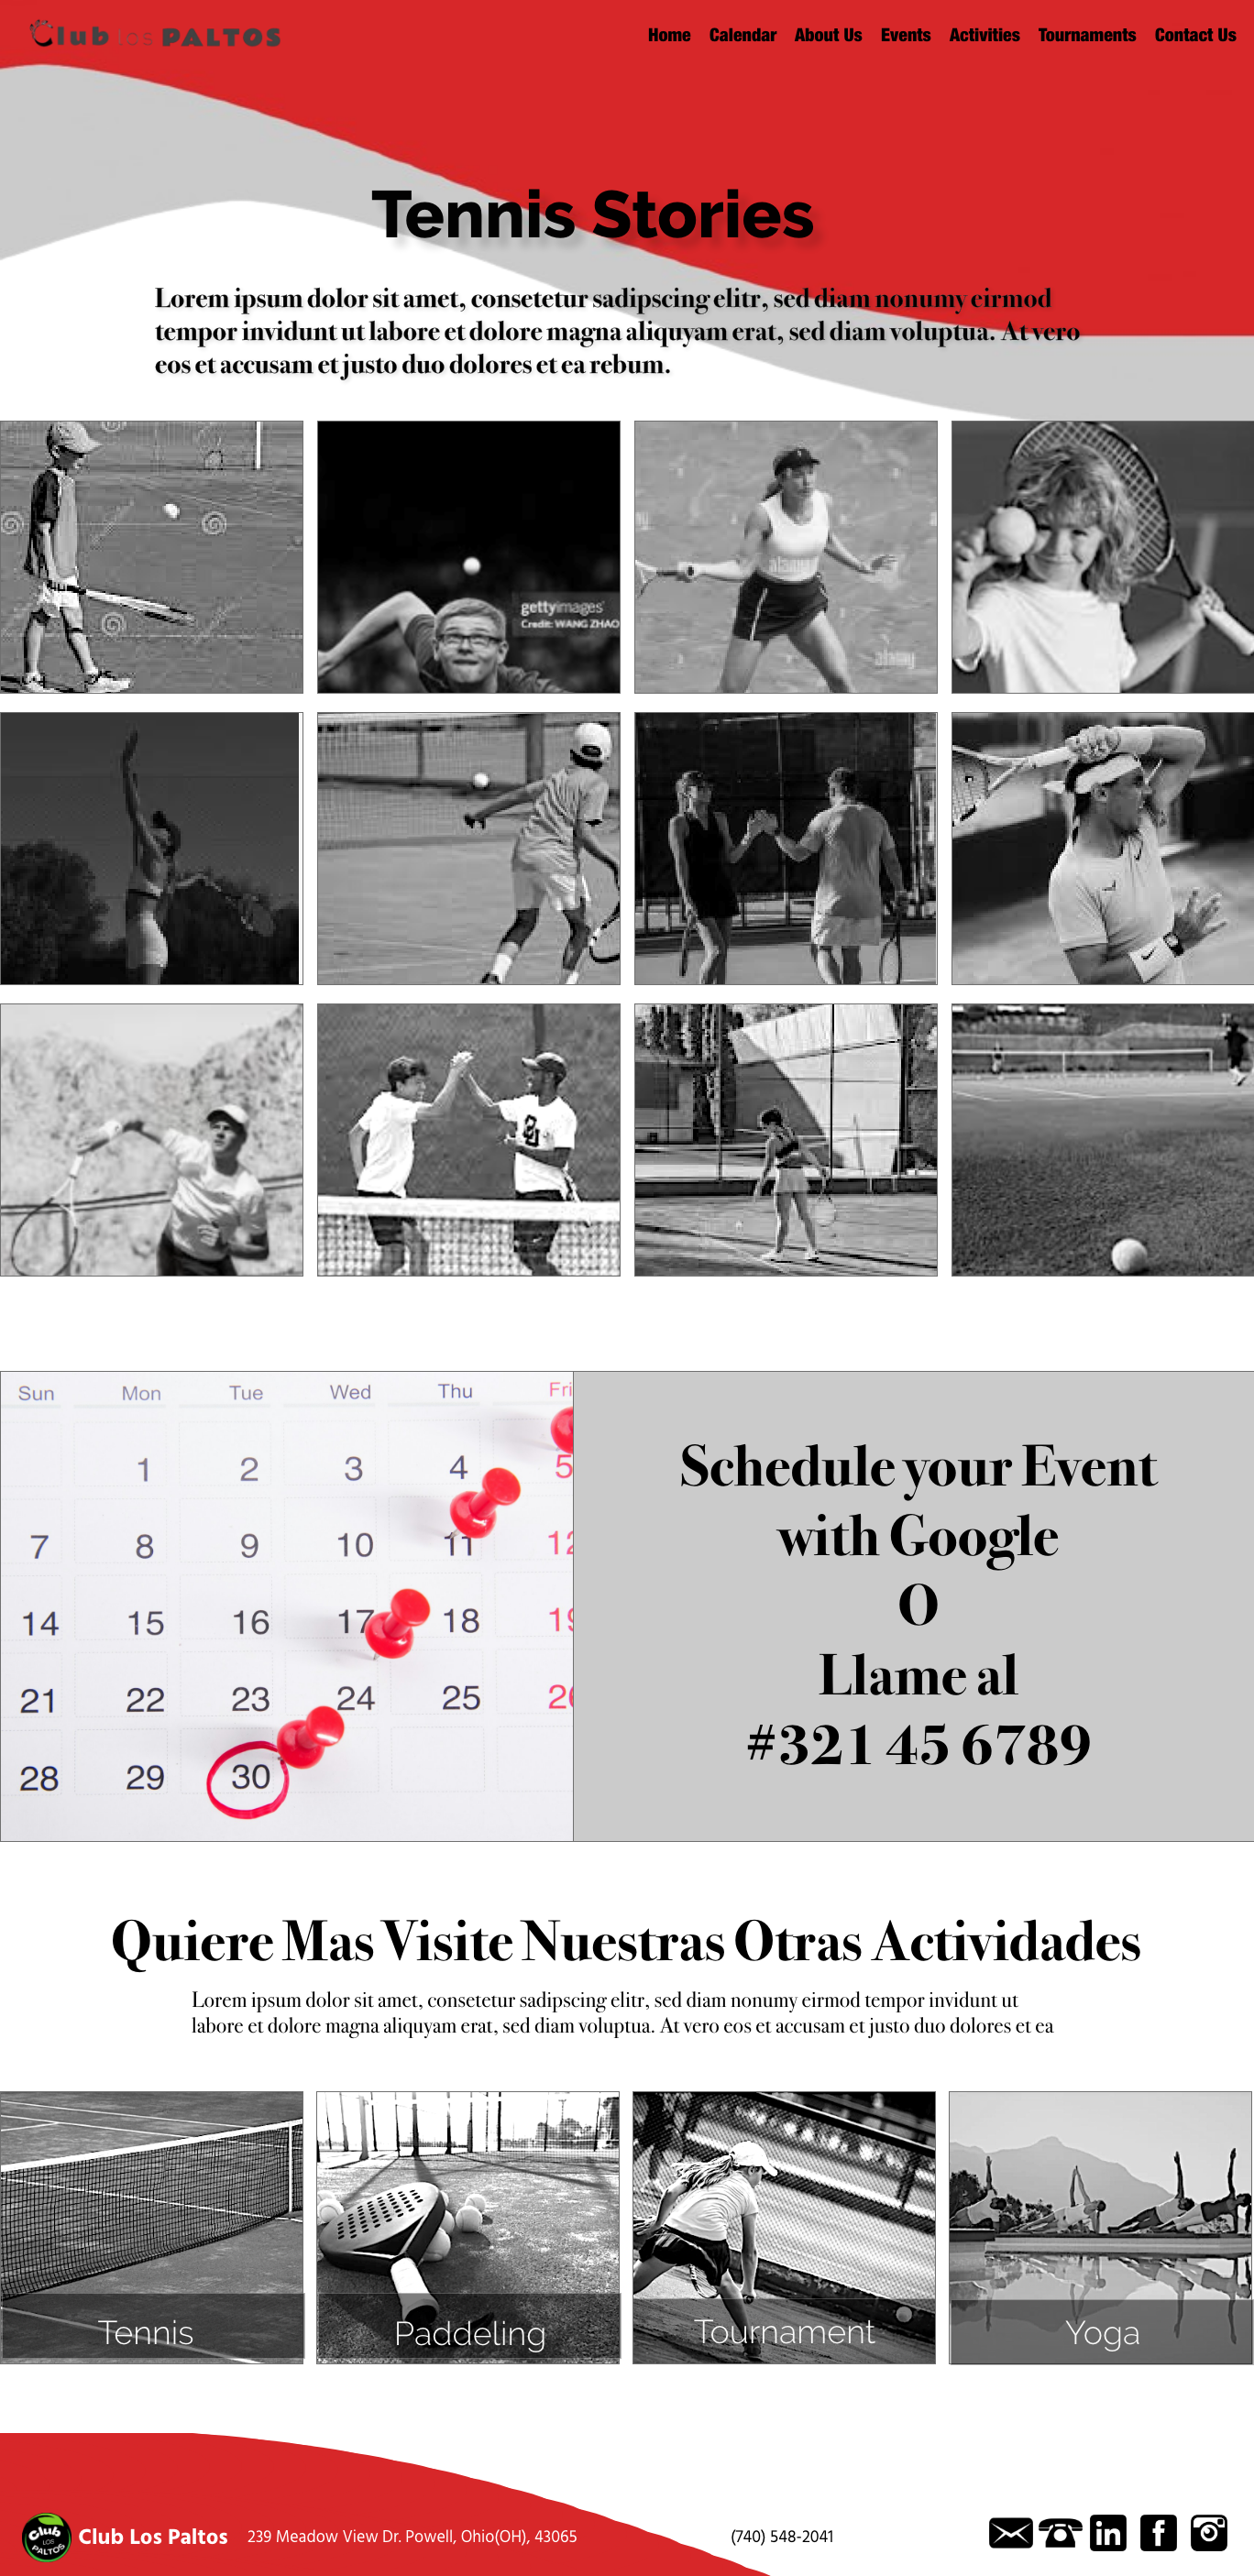 Club los PALTOS
Home Calendar About Us Events Activities Tournaments Contact Us
Tennis Stories
Lorem ipsum dolor sit amet, consetetur sadipscing elitr, sed diam nonumy eirmod
tempor invidunt ut labore et dolore magna aliquyam erat, sed diam voluptua. At vero
eos et accusam et justo duo dolores et ea rebum.
gettyimages
Credit: WANG ZHAO
alamy
alamy
Sun Mon Tue Wed Thu Fri
1 2 3 4 5
7 8 9 10 11 12
14 15 16 17 18 19
21 22 23 24 25 26
28 29 30
Schedule your Event
with Google
O
Llame al
#321 45 6789
Quiere Mas Visite Nuestras Otras Actividades
Lorem ipsum dolor sit amet, consetetur sadipscing elitr, sed diam nonumy eirmod tempor invidunt ut
labore et dolore magna aliquyam erat, sed diam voluptua. At vero eos et accusam et justo duo dolores et ea
Tennis Paddeling Tournament Yoga
Club LOS PALTOS
Club Los Paltos 239 Meadow View Dr. Powell, Ohio(OH), 43065 (740) 548-2041
in f